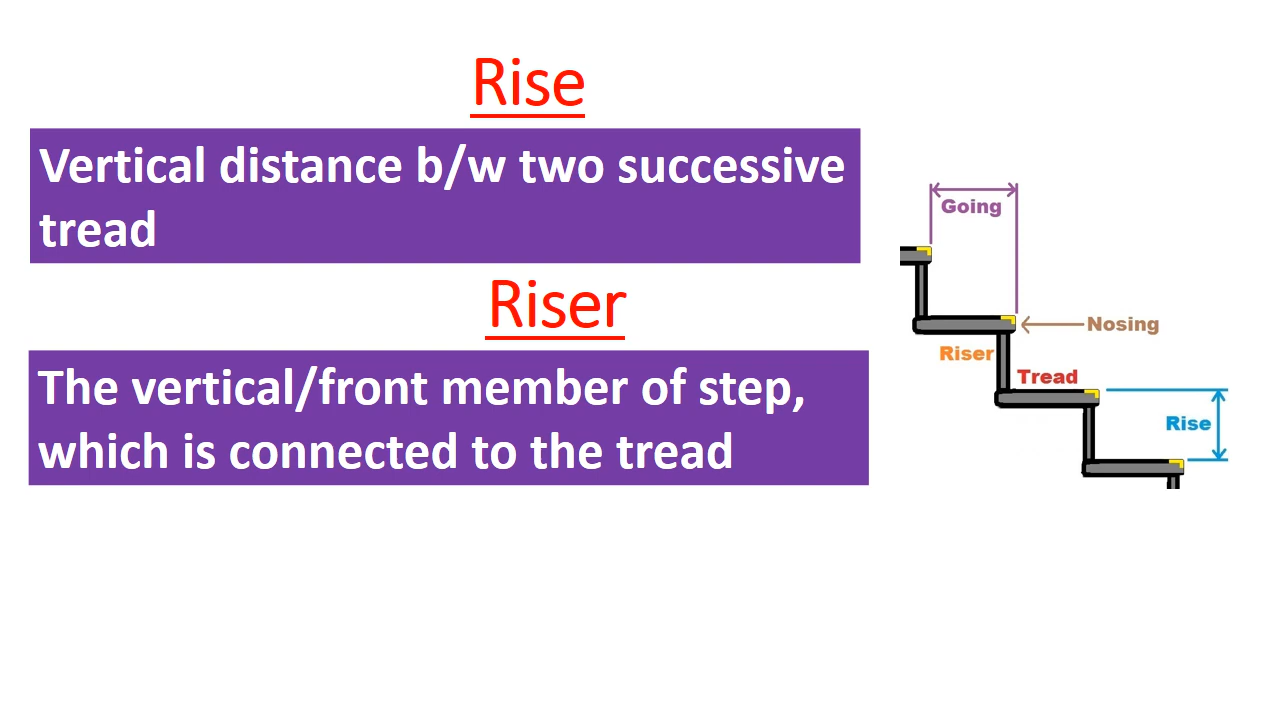 Rise
Vertical distance b/w two successive
tread
Riser
The vertical/front member of step,
which is connected to the tread
Going
Nosing
Riser
Tread
Rise